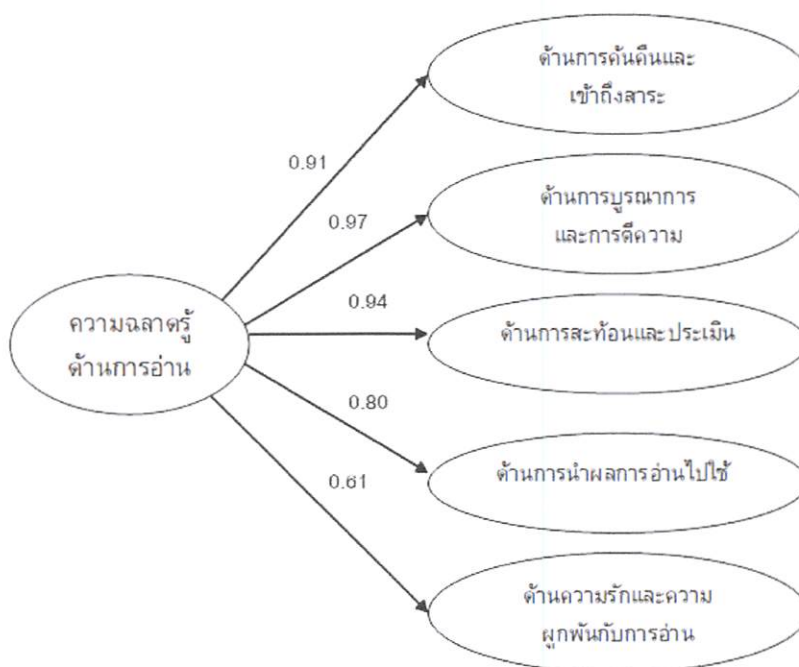 ด้านการค้นคืนและ
เข้าถึงสาระ
0.91
ด้านการบูรณาการ
และการตีความ
0.97
ความฉลาดรู้
ด้านการอ่าน
0.94
ด้านการสะท้อนและประเมิน
0.80
ด้านการนำผลการอ่านไปใช้
0.61
ด้านความรักและความ
ผูกพันกับการอ่าน